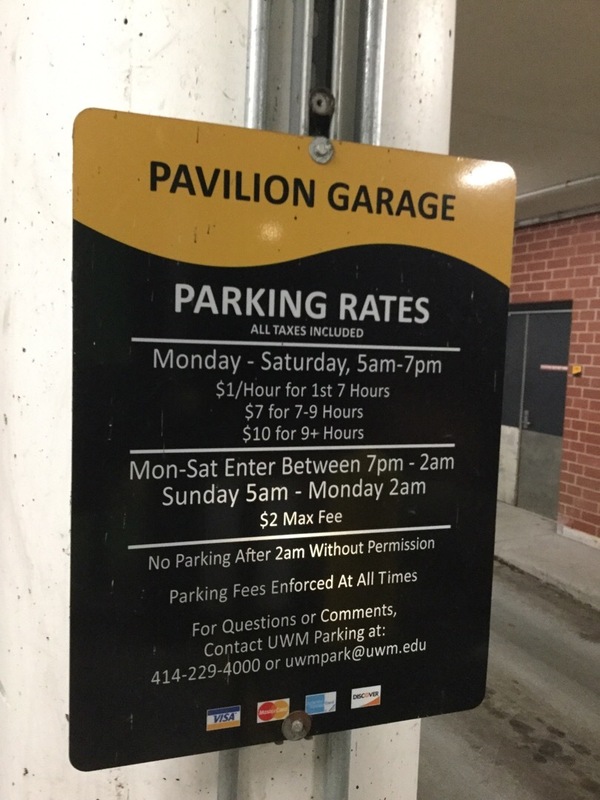 PAVILION GARAGE
PARKING RATES
ALL TAXES INCLUDED
Monday - Saturday, 5am-7pm
$1/Hour for 1st 7 Hours
$7 for 7-9 Hours
$10 for 9+ Hours
Mon-Sat Enter Between 7pm - 2am
Sunday 5am - Monday 2am
$2 Max Fee
No Parking After 2am Without Permission
Parking Fees Enforced At All Times
For Questions or Comments,
Contact UWM Parking at:
414-229-4000 or uwmpark@uwm.edu
VISA MasterCard DISCOVER